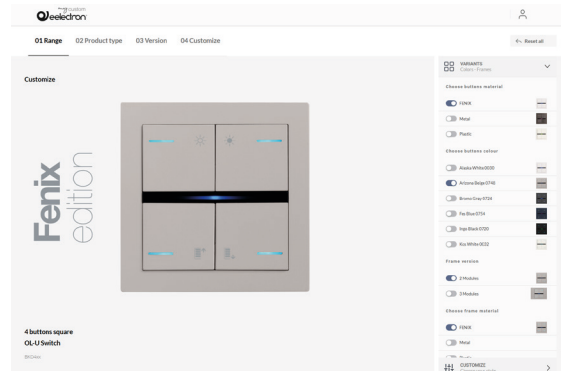 custom
eelectron
01 Range
02 Product type
03 Version
04 Customize
Reset all
Customize
Fenix
edition
4 buttons square
OL-U Switch
VARIANTS
Colors - Frames
Choose buttons material
FENIX
Metal
Plastic
Choose buttons colour
Alaska White 0030
Arizona Beige 0748
Bromo Gray 0724
Fes Blue 0754
Ingo Black 0720
Kos White 0032
Frame version
2 Modules
3 Modules
Choose frame material
FENIX
Metal
CUSTOMIZE